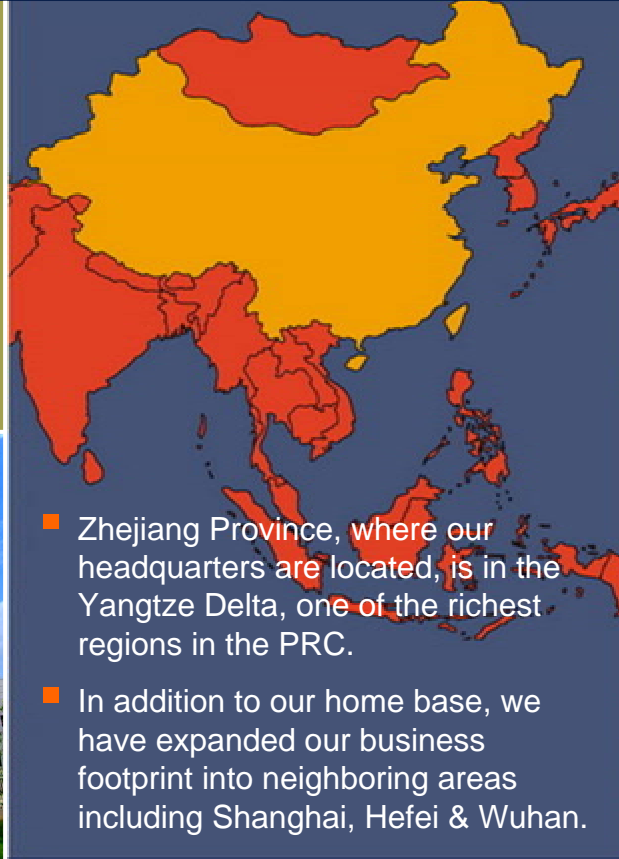 Zhejiang Province, where our
headquarters are located, is in the
Yangtze Delta, one of the richest
regions in the PRC.
In addition to our home base, we
have expanded our business
footprint into neighboring areas
including Shanghai, Hefei & Wuhan.